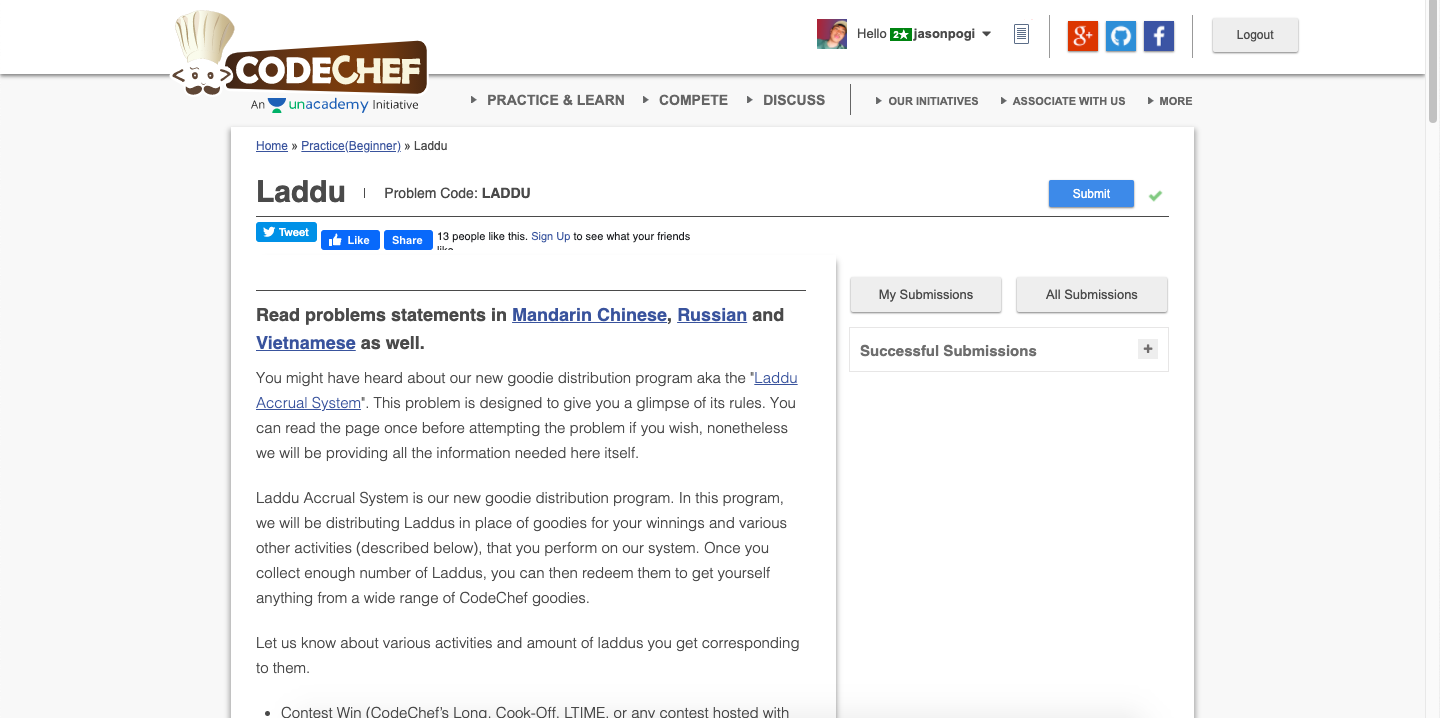 Hello 2★ jasonpogi
Logout
CODECHEF
An unacademy Initiative
PRACTICE & LEARN COMPETE DISCUSS OUR INITIATIVES ASSOCIATE WITH US MORE
Home » Practice(Beginner) » Laddu
Laddu Problem Code: LADDU
Submit
Tweet Like Share 13 people like this. Sign Up to see what your friends
like.
Read problems statements in Mandarin Chinese, Russian and
Vietnamese as well.
You might have heard about our new goodie distribution program aka the "Laddu
Accrual System". This problem is designed to give you a glimpse of its rules. You
can read the page once before attempting the problem if you wish, nonetheless
we will be providing all the information needed here itself.
Laddu Accrual System is our new goodie distribution program. In this program,
we will be distributing Laddus in place of goodies for your winnings and various
other activities (described below), that you perform on our system. Once you
collect enough number of Laddus, you can then redeem them to get yourself
anything from a wide range of CodeChef goodies.
Let us know about various activities and amount of laddus you get corresponding
to them.
• Contest Win (CodeChef's Long, Cook-Off, LTIME, or any contest hosted with
My Submissions All Submissions
Successful Submissions +